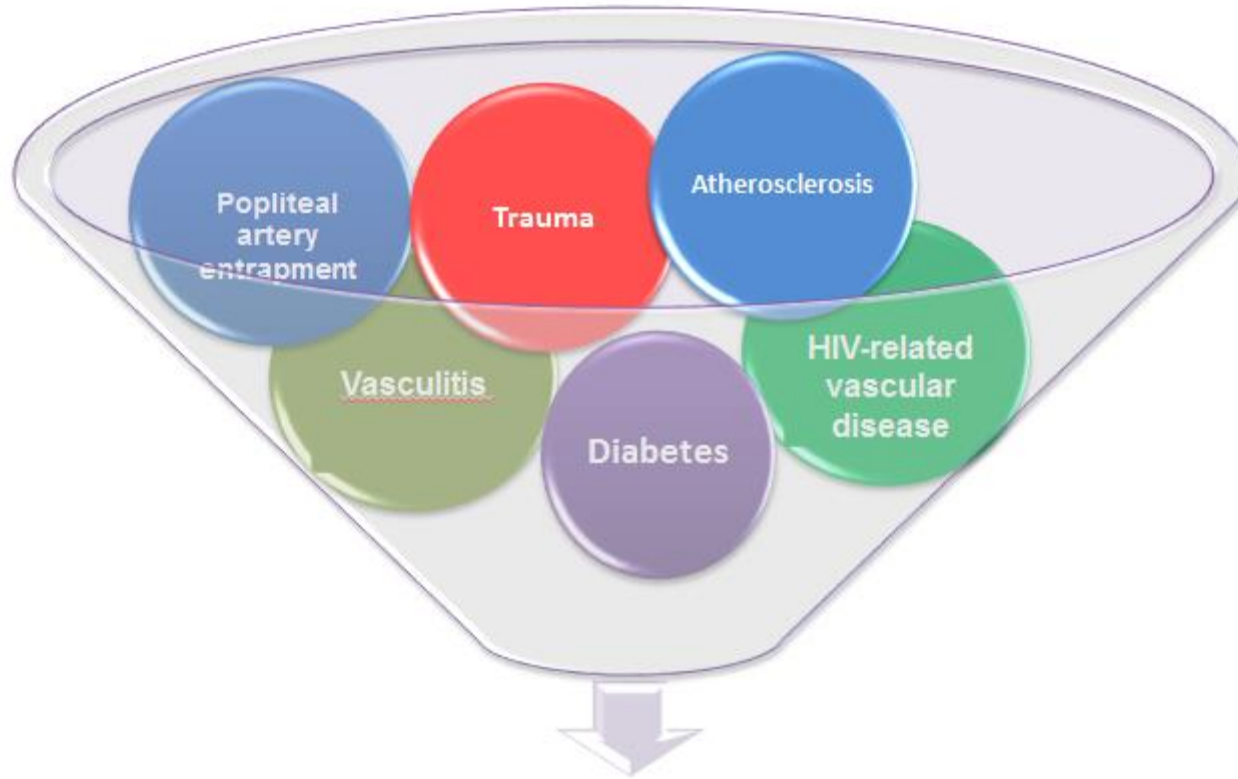 Popliteal
artery
entrapment
Trauma
Atherosclerosis
Vasculitis
Diabetes
HIV-related
vascular
disease